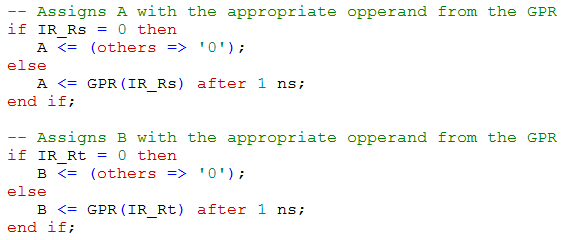 -- Assigns A with the appropriate opperand from the GPR
if IR_Rs = 0 then
   A <= (others => '0');
else
   A <= GPR(IR_Rs) after 1 ns;
end if;

-- Assigns B with the appropriate opperand from the GPR
if IR_Rt = 0 then
   B <= (others => '0');
else
   B <= GPR(IR_Rt) after 1 ns;
end if;